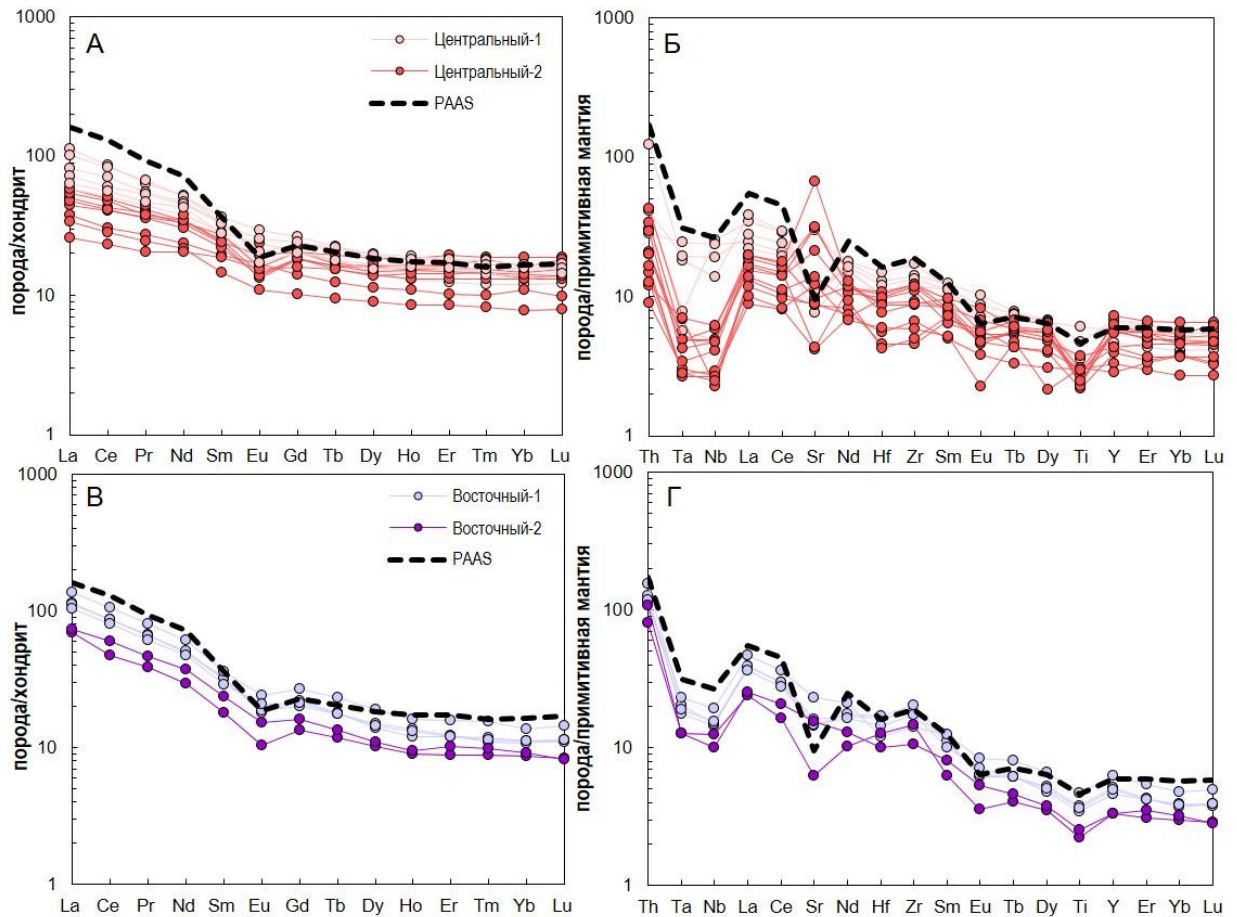 А
порода/хондрит
1000
100
10
1
Центральный-1
Центральный-2
PAAS
La Ce Pr Nd Sm Eu Gd Tb Dy Ho Er Tm Yb Lu
Б
порода/примитивная мантия
1000
100
10
1
Th Ta Nb La Ce Sr Nd Hf Zr Sm Eu Tb Dy Ti Y Er Yb Lu
В
порода/хондрит
1000
100
10
1
Восточный-1
Восточный-2
PAAS
La Ce Pr Nd Sm Eu Gd Tb Dy Ho Er Tm Yb Lu
Г
порода/примитивная мантия
1000
100
10
1
Th Ta Nb La Ce Sr Nd Hf Zr Sm Eu Tb Dy Ti Y Er Yb Lu